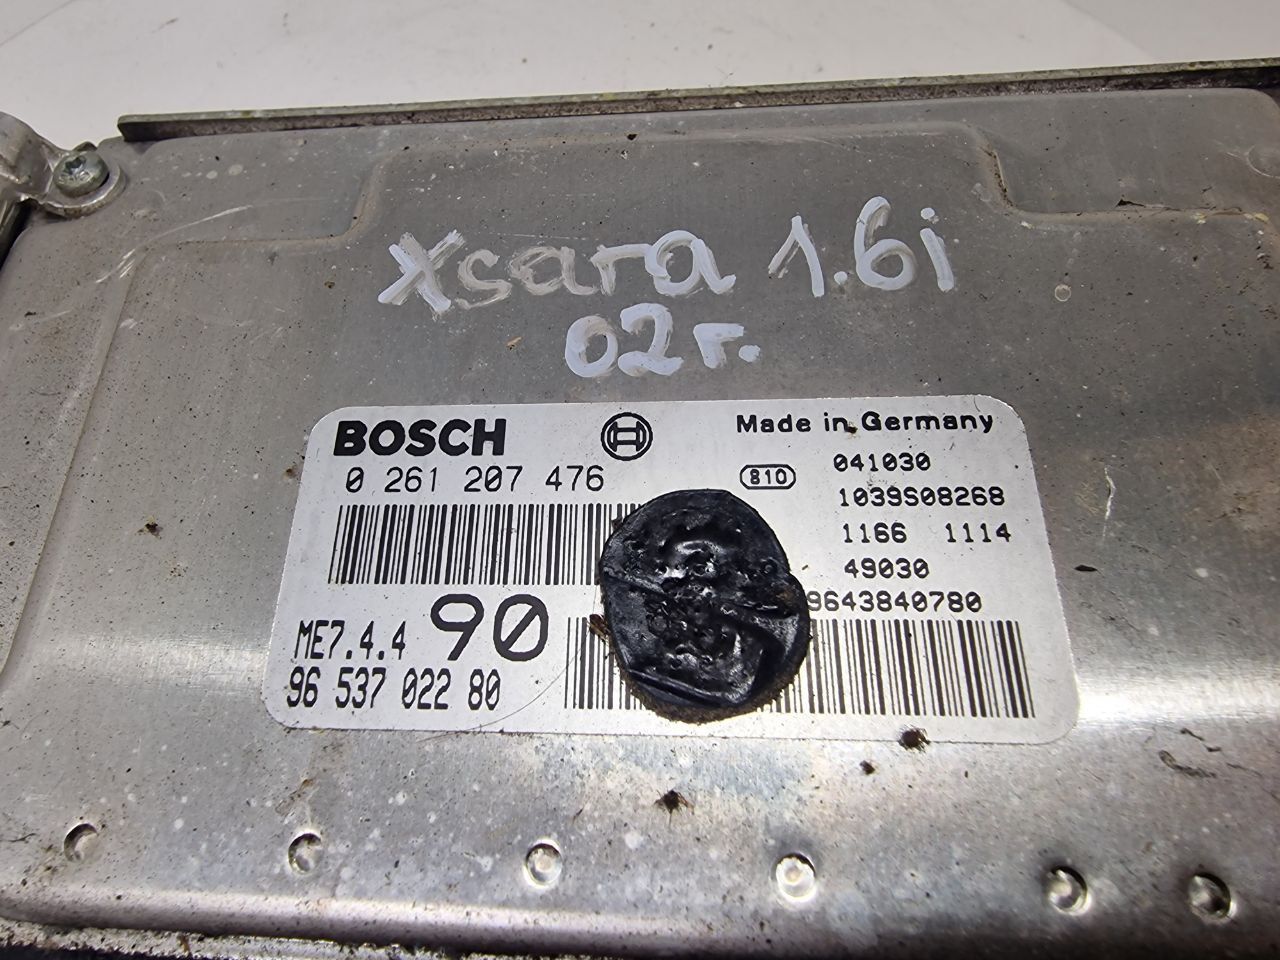 Xsara 1.6i
02г.
BOSCH
Made in Germany
0 261 207 476
810
041030
1039S08268
1166 1114
49030
9643840780
ME7.4.4
90
96 537 022 80